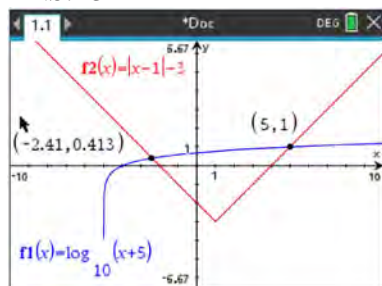 1.1 *Doc DEG
6.67 y
f2(x)=|x-1|-3
(5,1)
(-2.41,0.413)
1
x
-10 1 10
f1(x)=log10(x+5)
-6.67